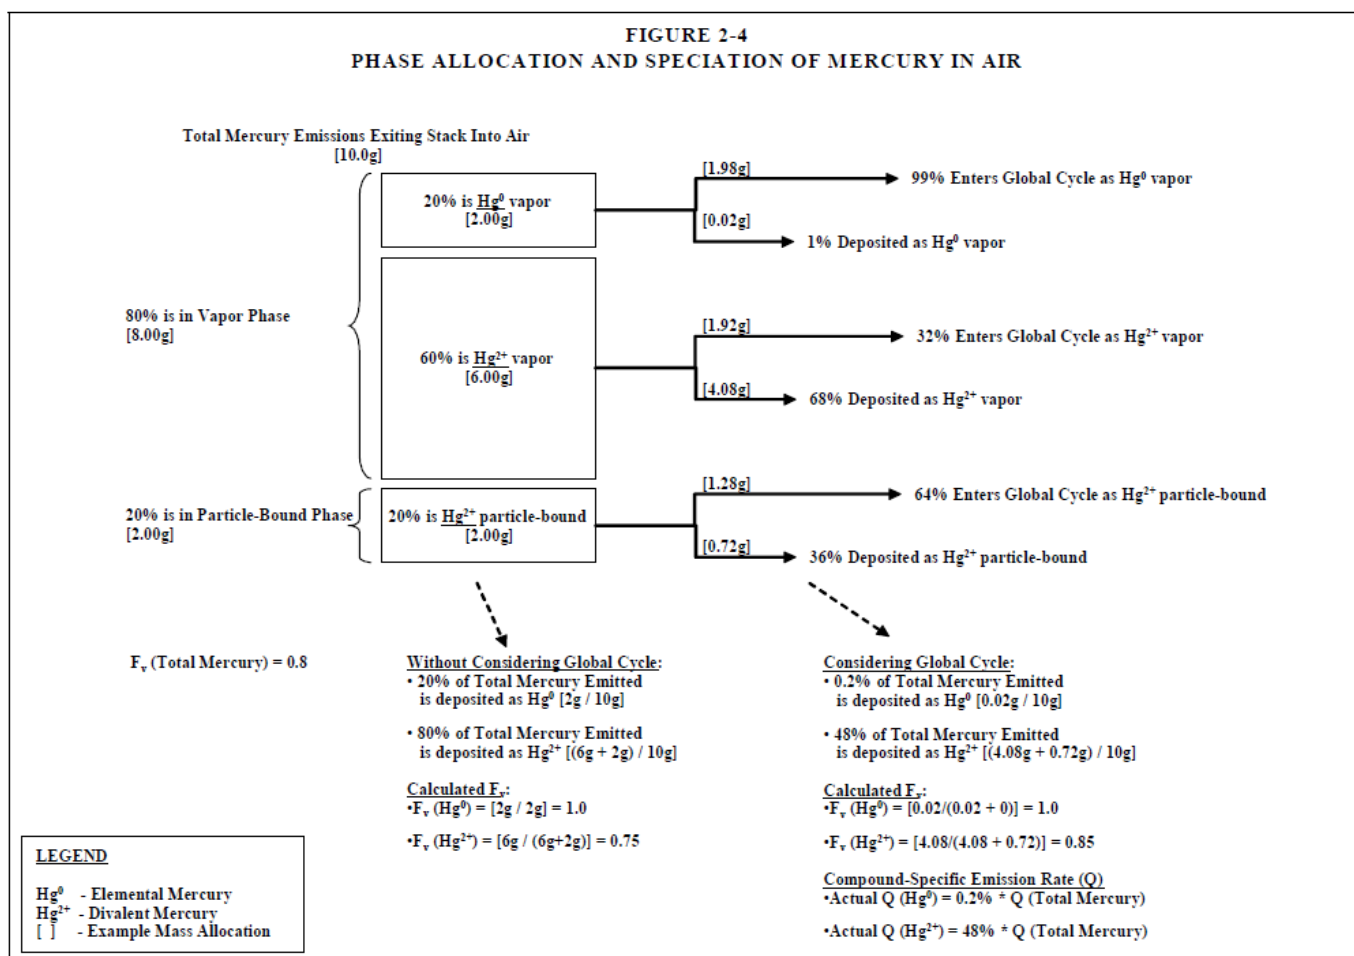 FIGURE 2-4
PHASE ALLOCATION AND SPECIATION OF MERCURY IN AIR
Total Mercury Emissions Exiting Stack Into Air
[10.0g]
80% is in Vapor Phase
[8.00g]
20% is in Particle-Bound Phase
[2.00g]
20% is Hg⁰ vapor
[2.00g]
60% is Hg²⁺ vapor
[6.00g]
20% is Hg²⁺ particle-bound
[2.00g]
[1.98g]
99% Enters Global Cycle as Hg⁰ vapor
[0.02g]
1% Deposited as Hg⁰ vapor
[1.92g]
32% Enters Global Cycle as Hg²⁺ vapor
[4.08g]
68% Deposited as Hg²⁺ vapor
[1.28g]
64% Enters Global Cycle as Hg²⁺ particle-bound
[0.72g]
36% Deposited as Hg²⁺ particle-bound
Fᵥ (Total Mercury) = 0.8
Without Considering Global Cycle:
• 20% of Total Mercury Emitted
is deposited as Hg⁰ [2g / 10g]
• 80% of Total Mercury Emitted
is deposited as Hg²⁺ [(6g + 2g) / 10g]
Calculated Fᵥ:
•Fᵥ (Hg⁰) = [2g / 2g] = 1.0
•Fᵥ (Hg²⁺) = [6g / (6g+2g)] = 0.75
Considering Global Cycle:
• 0.2% of Total Mercury Emitted
is deposited as Hg⁰ [0.02g / 10g]
• 48% of Total Mercury Emitted
is deposited as Hg²⁺ [(4.08g + 0.72g) / 10g]
Calculated Fᵥ:
•Fᵥ (Hg⁰) = [0.02/(0.02 + 0)] = 1.0
•Fᵥ (Hg²⁺) = [4.08/(4.08 + 0.72)] = 0.85
Compound-Specific Emission Rate (Q)
•Actual Q (Hg⁰) = 0.2% * Q (Total Mercury)
•Actual Q (Hg²⁺) = 48% * Q (Total Mercury)
LEGEND
Hg⁰ - Elemental Mercury
Hg²⁺ - Divalent Mercury
[ ] - Example Mass Allocation